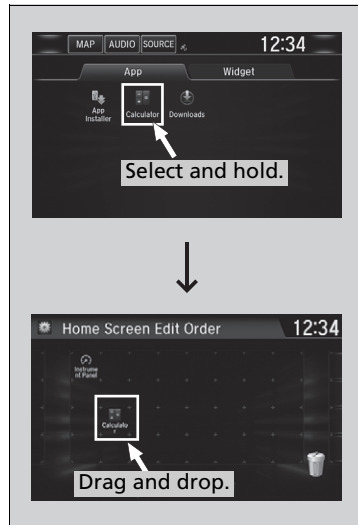 MAP AUDIO SOURCE 12:34
App Widget
App
Installer
Calculator
Downloads
Select and hold.
Home Screen Edit Order 12:34
Instrume
nt Panel
Calculato
r
Drag and drop.